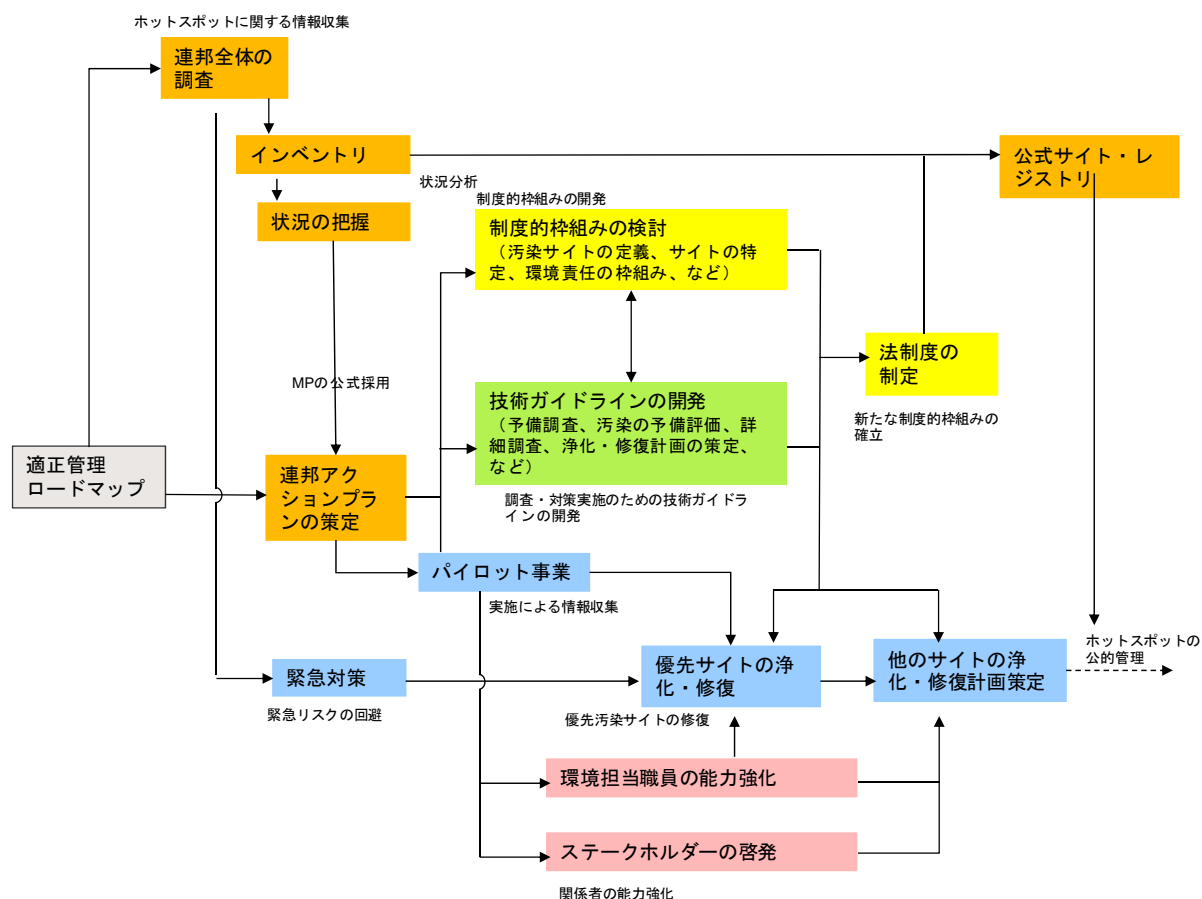 ホットスポットに関する情報収集
連邦全体の
調査
インベントリ
公式サイト・レ
ジストリ
状況分析
制度的枠組みの開発
状況の把握
制度的枠組みの検討
（汚染サイトの定義、サイトの特
定、環境責任の枠組み、など）
法制度の
制定
MPの公式採用
技術ガイドラインの開発
（予備調査、汚染の予備評価、詳
細調査、浄化・修復計画の策定、
など）
新たな制度的枠組みの
確立
適正管理
ロードマップ
連邦アク
ションプラ
ンの策定
調査・対策実施のための技術ガイドラ
インの開発
パイロット事業
実施による情報収集
ホットスポットの
公的管理
緊急対策
優先サイトの浄
化・修復
他のサイトの浄
化・修復計画策定
緊急リスクの回避
優先汚染サイトの修復
環境担当職員の能力強化
ステークホルダーの啓発
関係者の能力強化